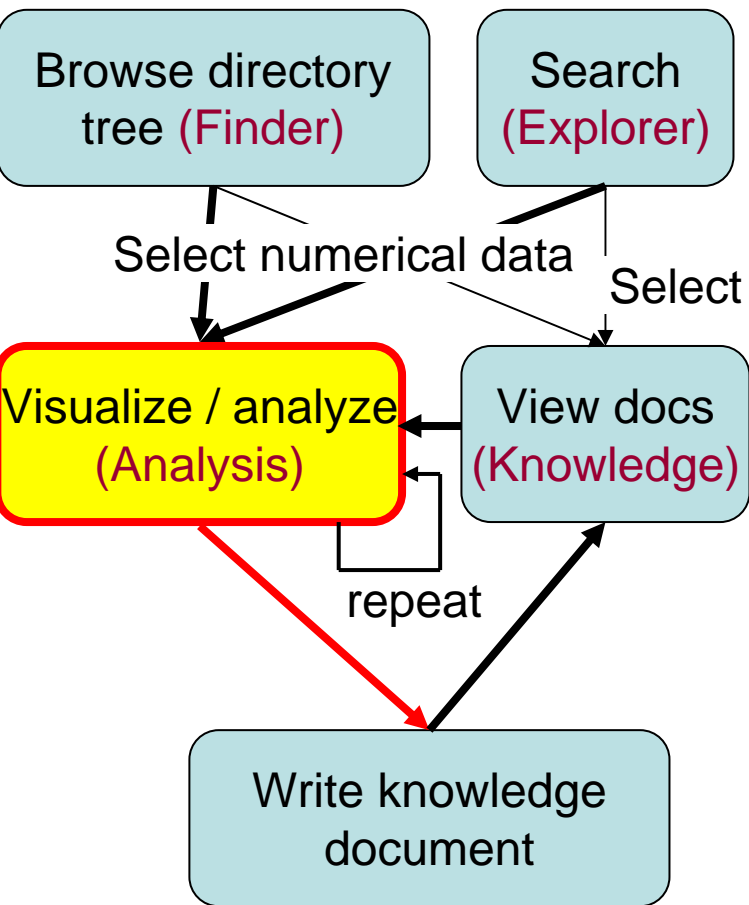 Browse directory
tree (Finder)
Search
(Explorer)
Select numerical data
Select
Visualize / analyze
(Analysis)
View docs
(Knowledge)
repeat
Write knowledge
document